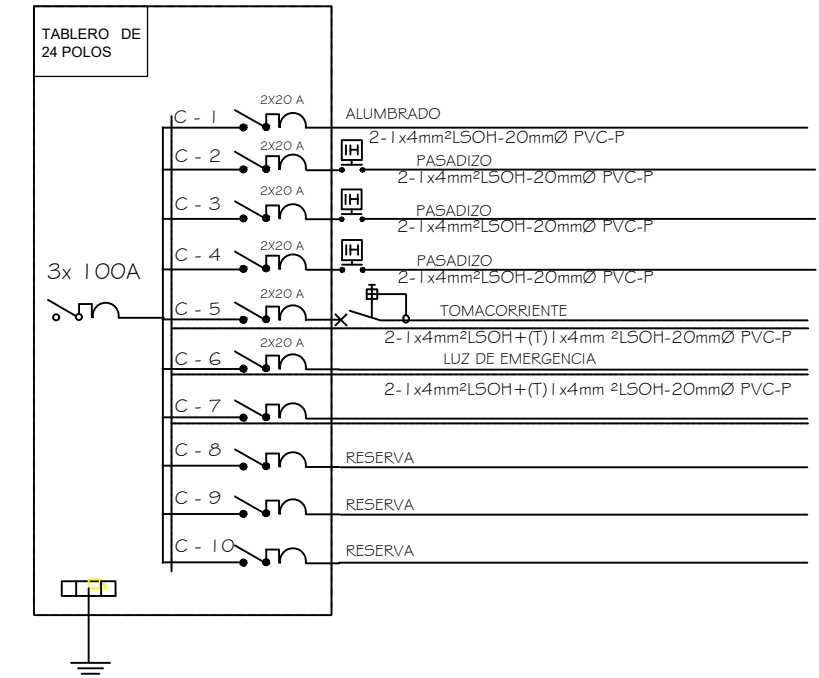 TABLERO DE
24 POLOS
3x 100A
C - 1 2X20 A ALUMBRADO
2-1x4mm²LSOH-20mmØ PVC-P
C - 2 2X20 A IH PASADIZO
2-1x4mm²LSOH-20mmØ PVC-P
C - 3 2X20 A IH PASADIZO
2-1x4mm²LSOH-20mmØ PVC-P
C - 4 2X20 A IH PASADIZO
2-1x4mm²LSOH-20mmØ PVC-P
C - 5 2X20 A TOMACORRIENTE
2-1x4mm²LSOH+(T)1x4mm ²LSOH-20mmØ PVC-P
C - 6 2X20 A LUZ DE EMERGENCIA
2-1x4mm²LSOH+(T)1x4mm ²LSOH-20mmØ PVC-P
C - 7
C - 8 RESERVA
C - 9 RESERVA
C - 10 RESERVA